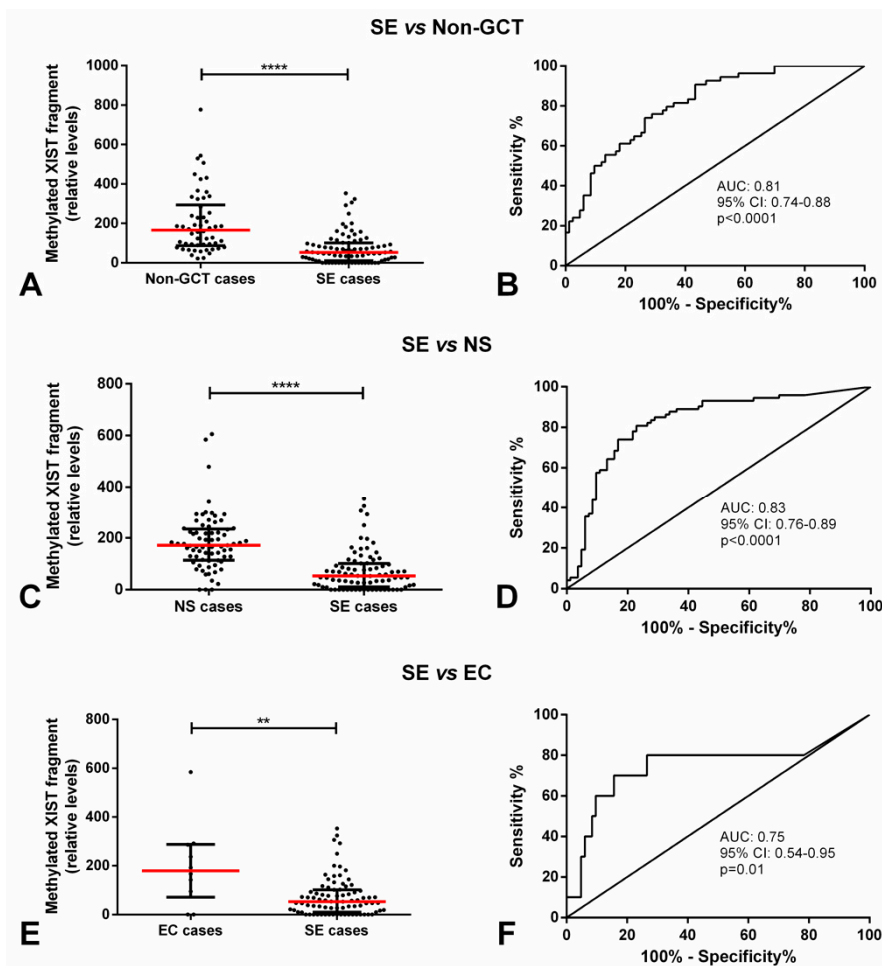 SE vs Non-GCT
Methylated XIST fragment
(relative levels)
1000
800
600
400
200
0
****
Non-GCT cases
SE cases
A
Sensitivity %
100
80
60
40
20
0
AUC: 0.81
95% CI: 0.74-0.88
p<0.0001
0
20
40
60
80
100
100% - Specificity%
B
SE vs NS
Methylated XIST fragment
(relative levels)
800
600
400
200
0
****
NS cases
SE cases
C
Sensitivity %
100
80
60
40
20
0
AUC: 0.83
95% CI: 0.76-0.89
p<0.0001
0
20
40
60
80
100
100% - Specificity%
D
SE vs EC
Methylated XIST fragment
(relative levels)
800
600
400
200
0
**
EC cases
SE cases
E
Sensitivity %
100
80
60
40
20
0
AUC: 0.75
95% CI: 0.54-0.95
p=0.01
0
20
40
60
80
100
100% - Specificity%
F